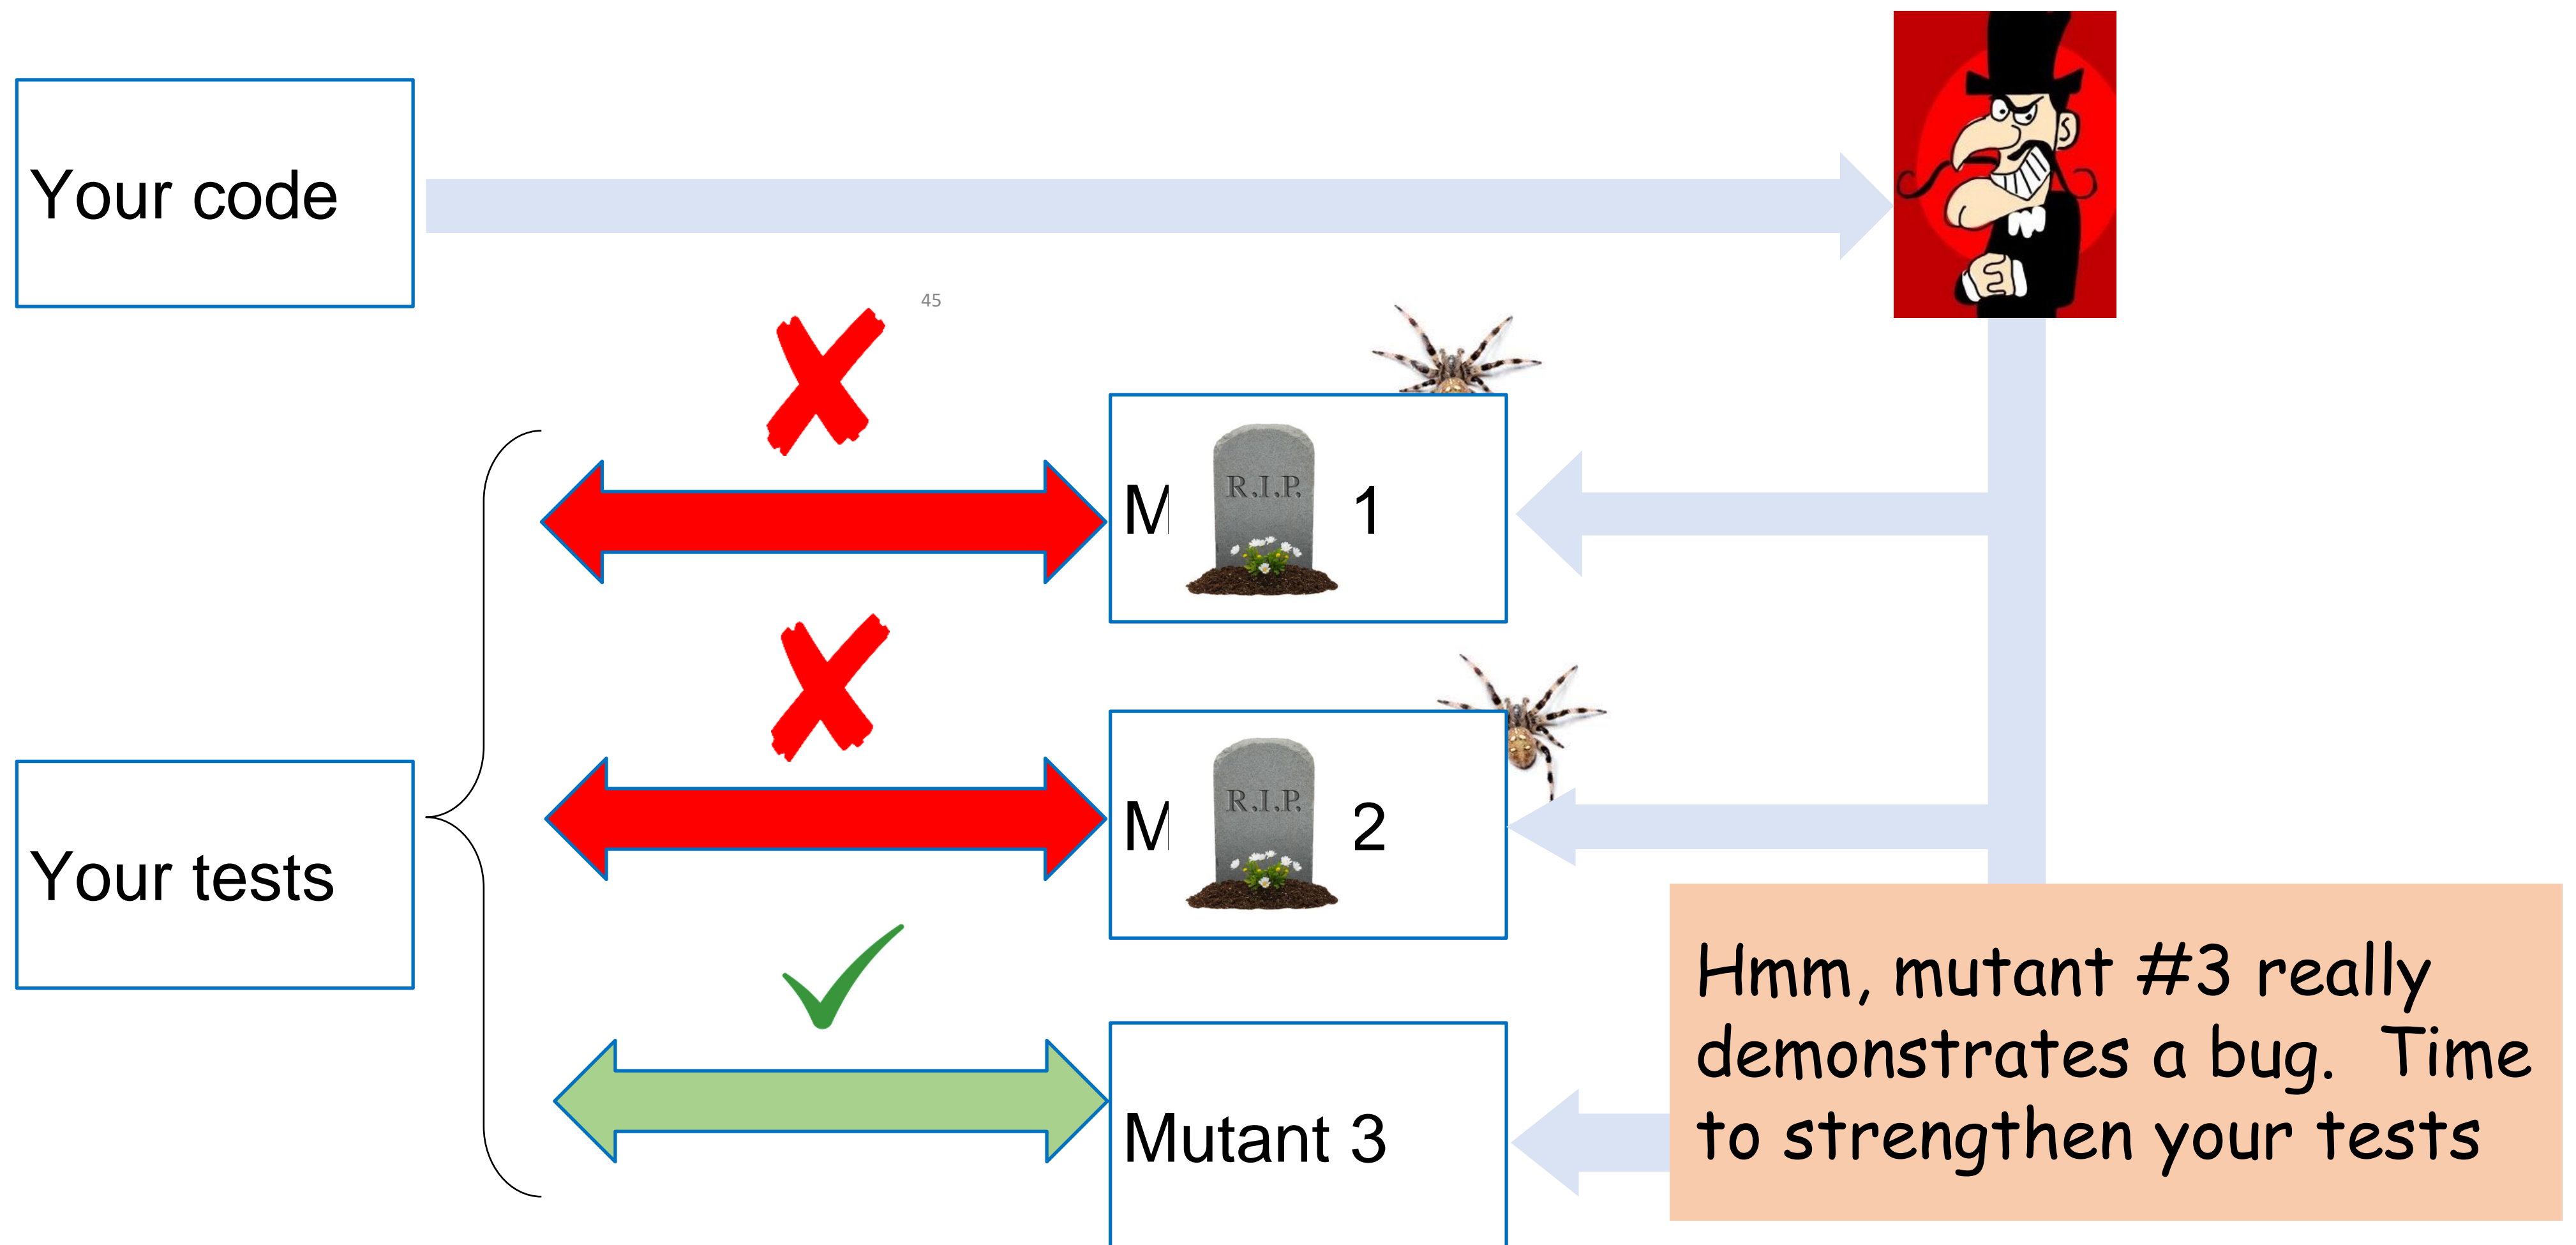 Your code
45
R.I.P.
M 1
R.I.P.
M 2
Your tests
Mutant 3
Hmm, mutant #3 really
demonstrates a bug. Time
to strengthen your tests